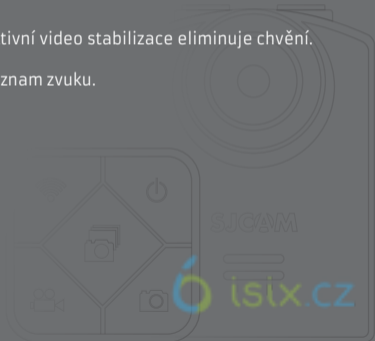 tivní video stabilizace eliminuje chvění.
znam zvuku.
SJCAM
isix.cz